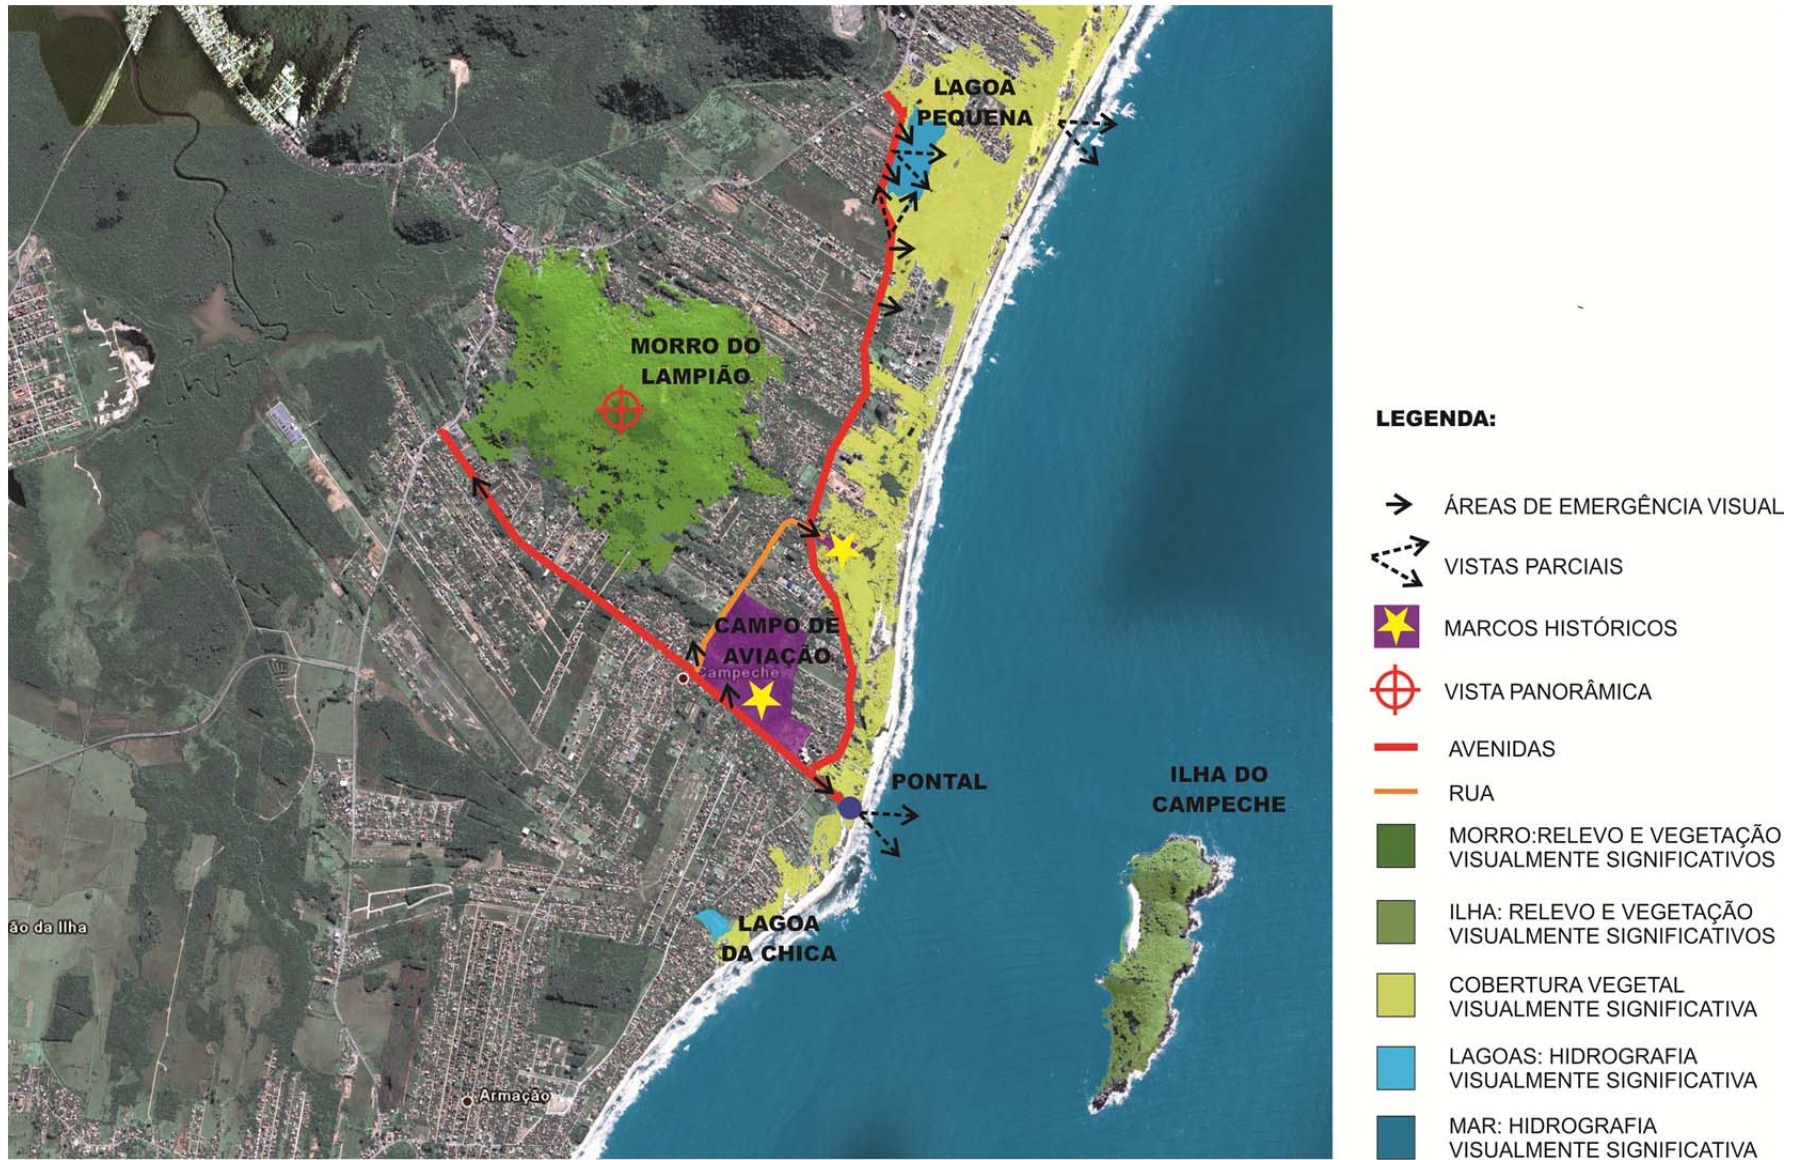 LAGOA
PEQUENA
MORRO DO
LAMPIÃO
CAMPO DE
AVIAÇÃO
Campeche
PONTAL
ILHA DO
CAMPECHE
LAGOA
DA CHICA
ão da Ilha
Armação
LEGENDA:
ÁREAS DE EMERGÊNCIA VISUAL
VISTAS PARCIAIS
MARCOS HISTÓRICOS
VISTA PANORÂMICA
AVENIDAS
RUA
MORRO:RELEVO E VEGETAÇÃO
VISUALMENTE SIGNIFICATIVOS
ILHA: RELEVO E VEGETAÇÃO
VISUALMENTE SIGNIFICATIVOS
COBERTURA VEGETAL
VISUALMENTE SIGNIFICATIVA
LAGOAS: HIDROGRAFIA
VISUALMENTE SIGNIFICATIVA
MAR: HIDROGRAFIA
VISUALMENTE SIGNIFICATIVA